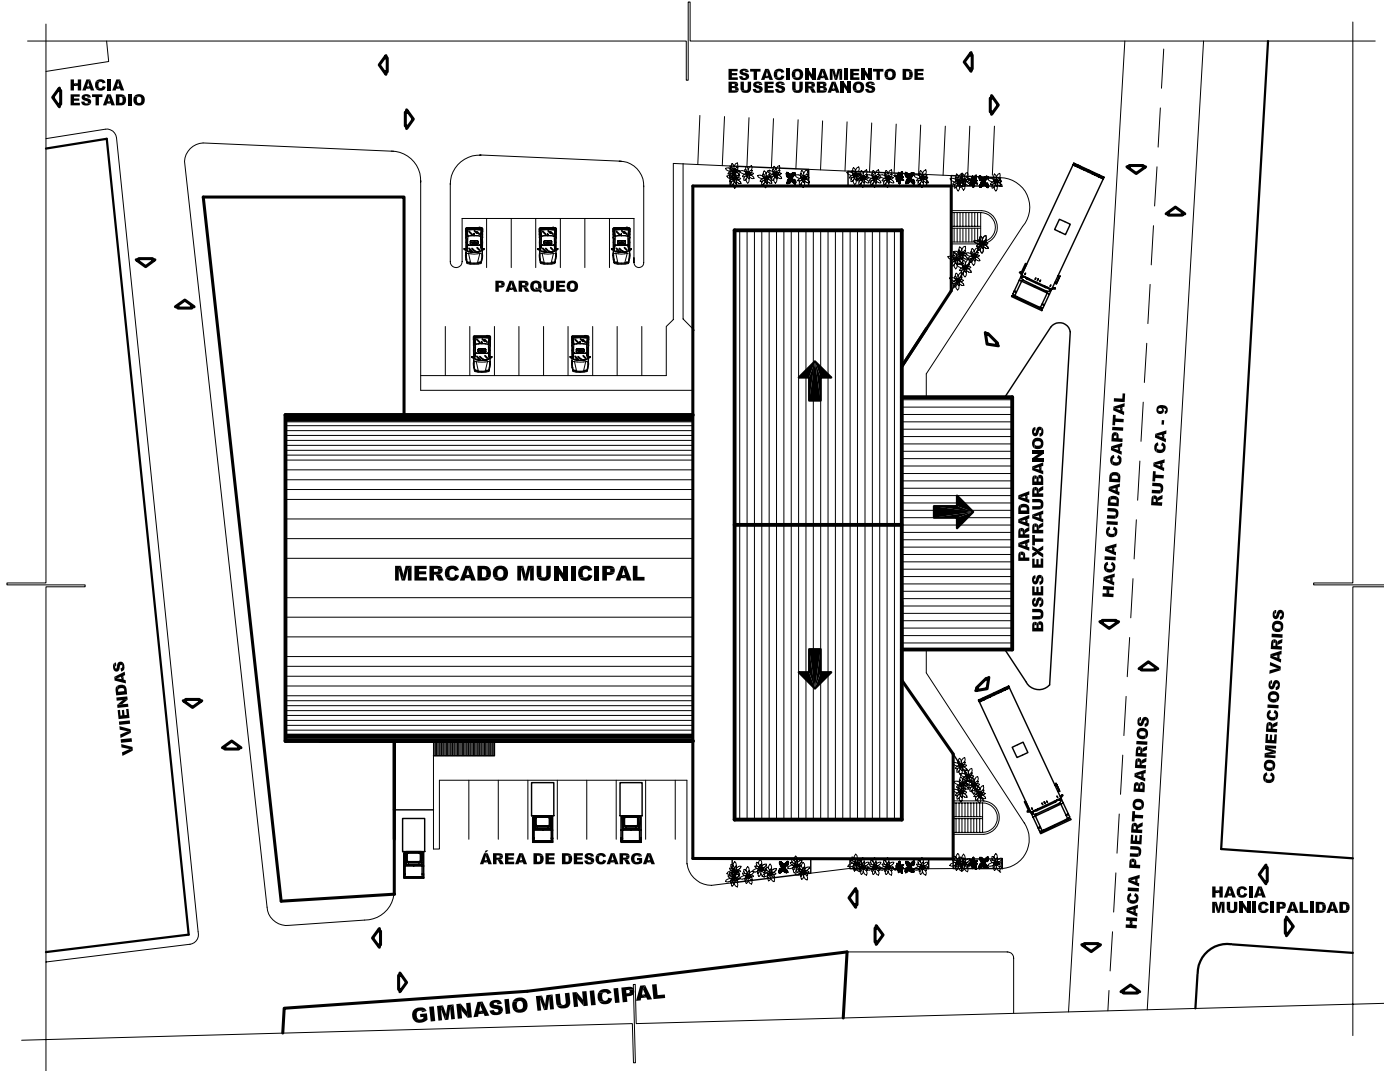 HACIA
ESTADIO
ESTACIONAMIENTO DE
BUSES URBANOS
PARQUEO
MERCADO MUNICIPAL
PARADA
BUSES EXTRAURBANOS
HACIA CIUDAD CAPITAL
RUTA CA - 9
VIVIENDAS
COMERCIOS VARIOS
HACIA PUERTO BARRIOS
ÁREA DE DESCARGA
HACIA
MUNICIPALIDAD
GIMNASIO MUNICIPAL